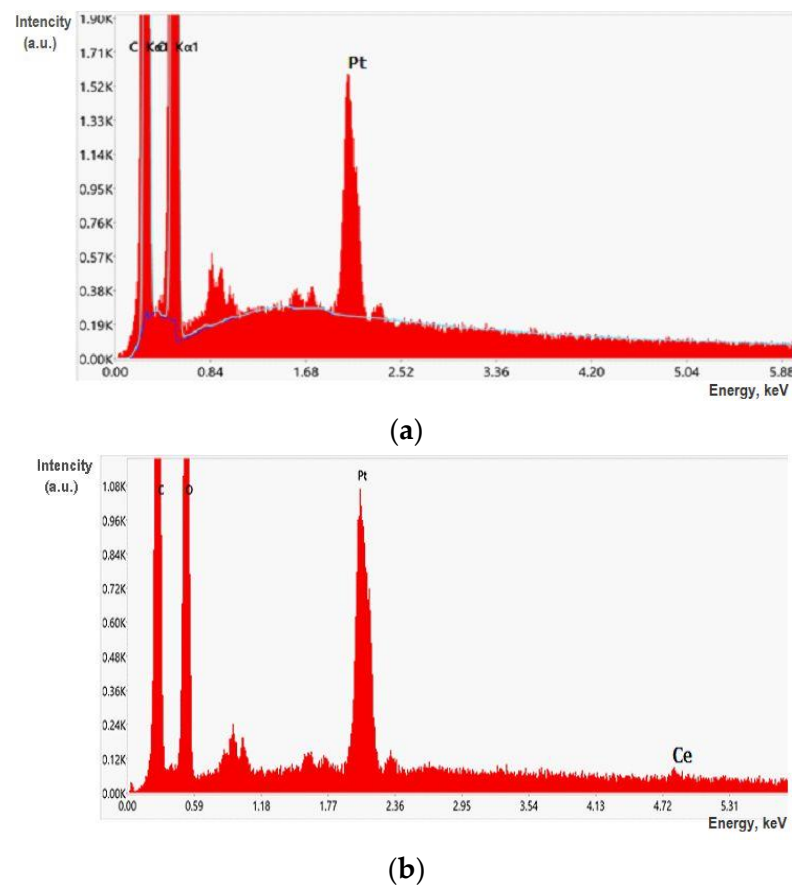 Intencity
(a.u.)
1.90K
1.71K
1.52K
1.33K
1.14K
0.95K
0.76K
0.57K
0.38K
0.19K
0.00K
C Kα1
Pt
0.00 0.84 1.68 2.52 3.36 4.20 5.04 5.88
Energy, keV
(a)
Intencity
(a.u.)
1.08K
0.96K
0.84K
0.72K
0.60K
0.48K
0.36K
0.24K
0.12K
0.00K
C O Pt
Ce
0.00 0.59 1.18 1.77 2.36 2.95 3.54 4.13 4.72 5.31
Energy, keV
(b)